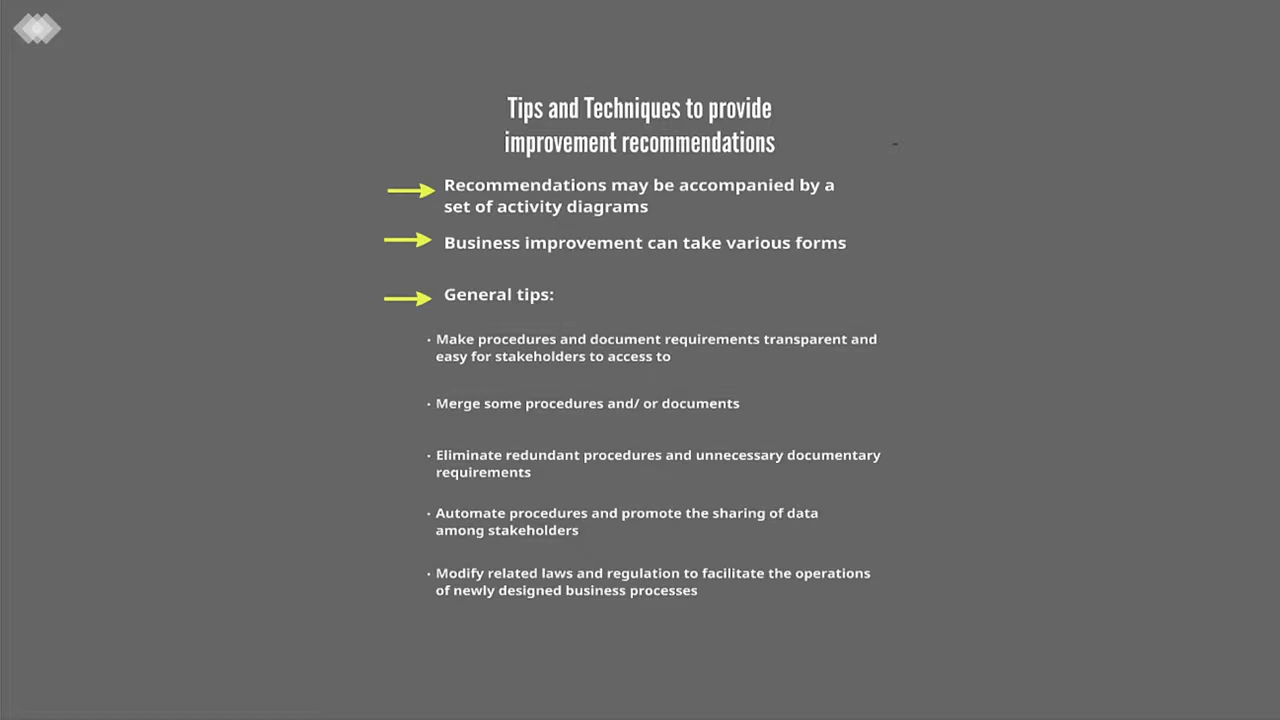 Tips and Techniques to provide
improvement recommendations
Recommendations may be accompanied by a
set of activity diagrams
Business improvement can take various forms
General tips:
· Make procedures and document requirements transparent and
easy for stakeholders to access to
· Merge some procedures and/ or documents
· Eliminate redundant procedures and unnecessary documentary
requirements
· Automate procedures and promote the sharing of data
among stakeholders
· Modify related laws and regulation to facilitate the operations
of newly designed business processes